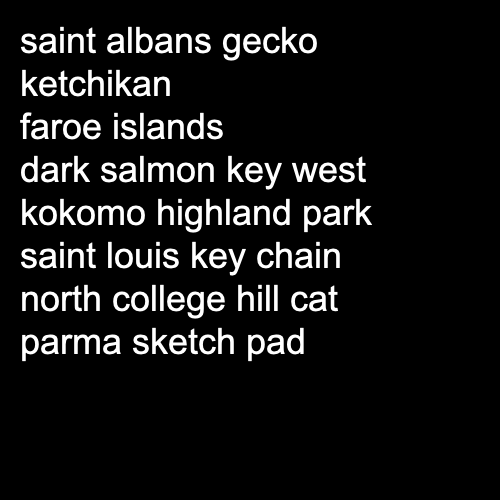 saint albans gecko
ketchikan
faroe islands
dark salmon key west
kokomo highland park
saint louis key chain
north college hill cat
parma sketch pad